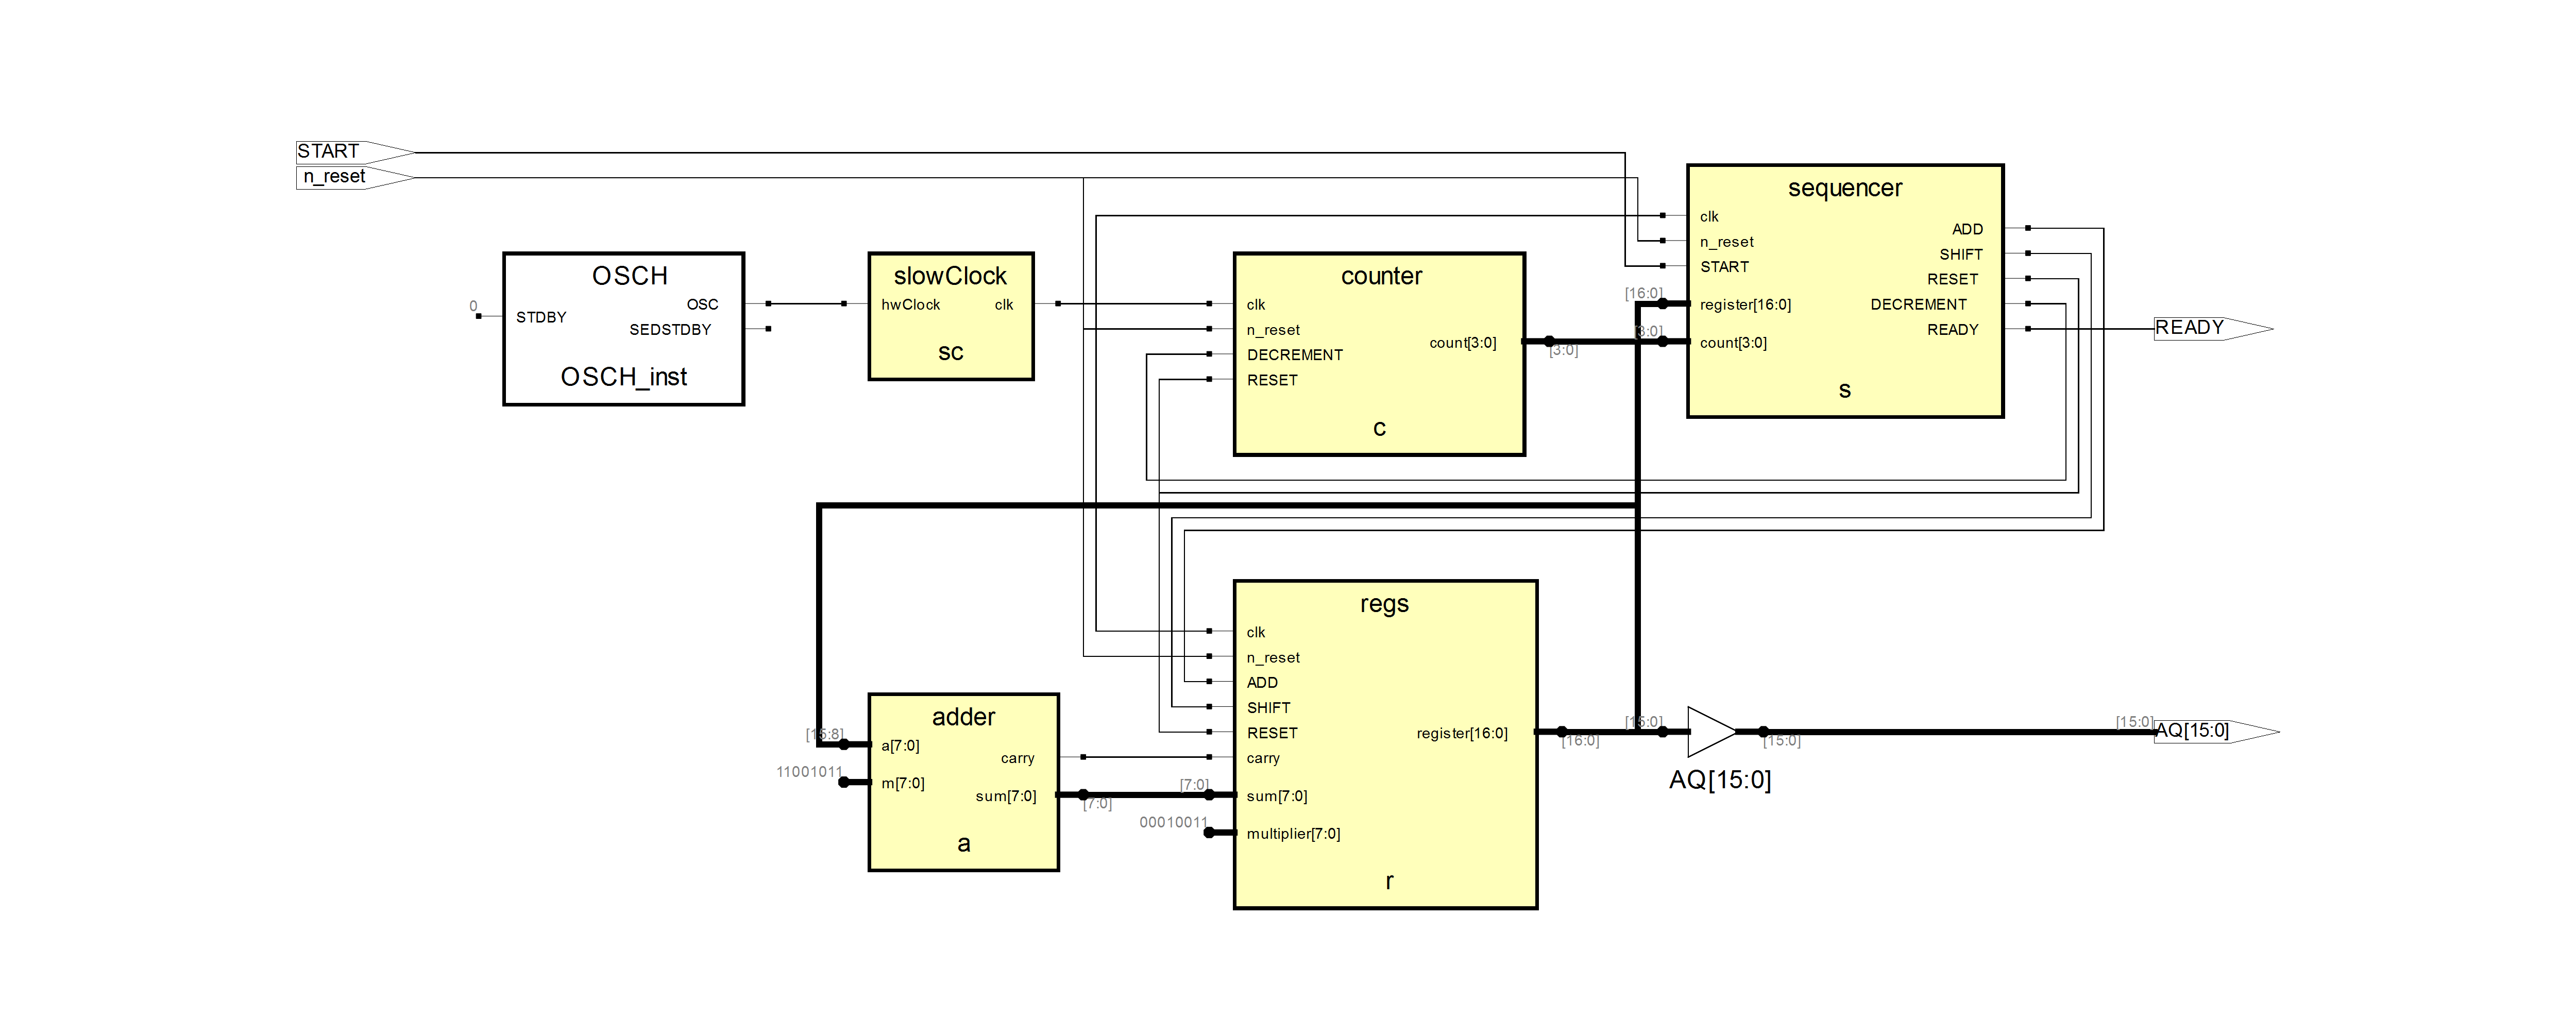 START
n_reset
sequencer
clk
n_reset
START
register[16:0]
count[3:0]
ADD
SHIFT
RESET
DECREMENT
READY
s
[16:0]
[3:0]
READY
OSCH
0
STDBY
OSC
SEDSTDBY
OSCH_inst
slowClock
hwClock
clk
sc
counter
clk
n_reset
DECREMENT
RESET
count[3:0]
[3:0]
c
regs
clk
n_reset
ADD
SHIFT
RESET
carry
sum[7:0]
multiplier[7:0]
register[16:0]
r
[7:0]
00010011
adder
[15:8]
a[7:0]
11001011
m[7:0]
carry
sum[7:0]
[7:0]
a
[16:0]
[15:0]
[15:0]
AQ[15:0]
[15:0]
AQ[15:0]